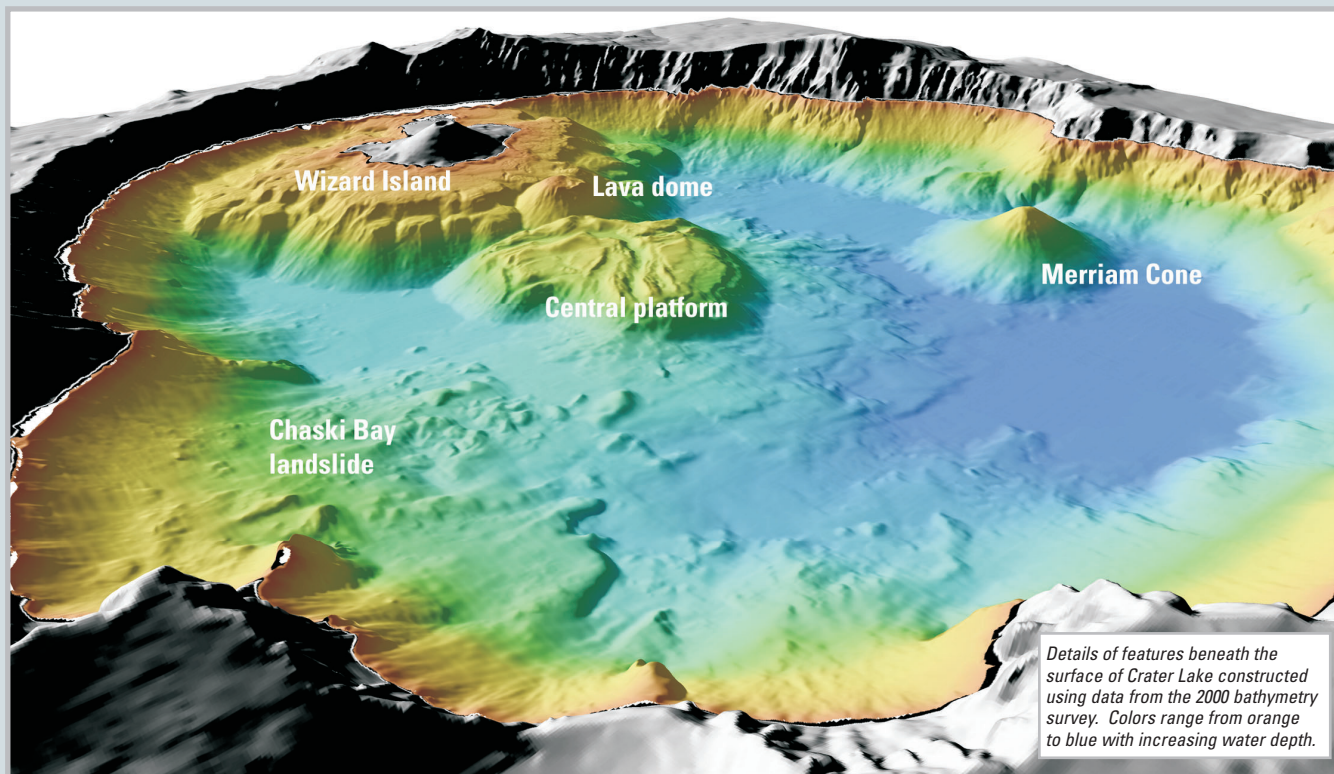 Wizard Island
Lava dome
Merriam Cone
Central platform
Chaski Bay
landslide
Details of features beneath the
surface of Crater Lake constructed
using data from the 2000 bathymetry
survey. Colors range from orange
to blue with increasing water depth.